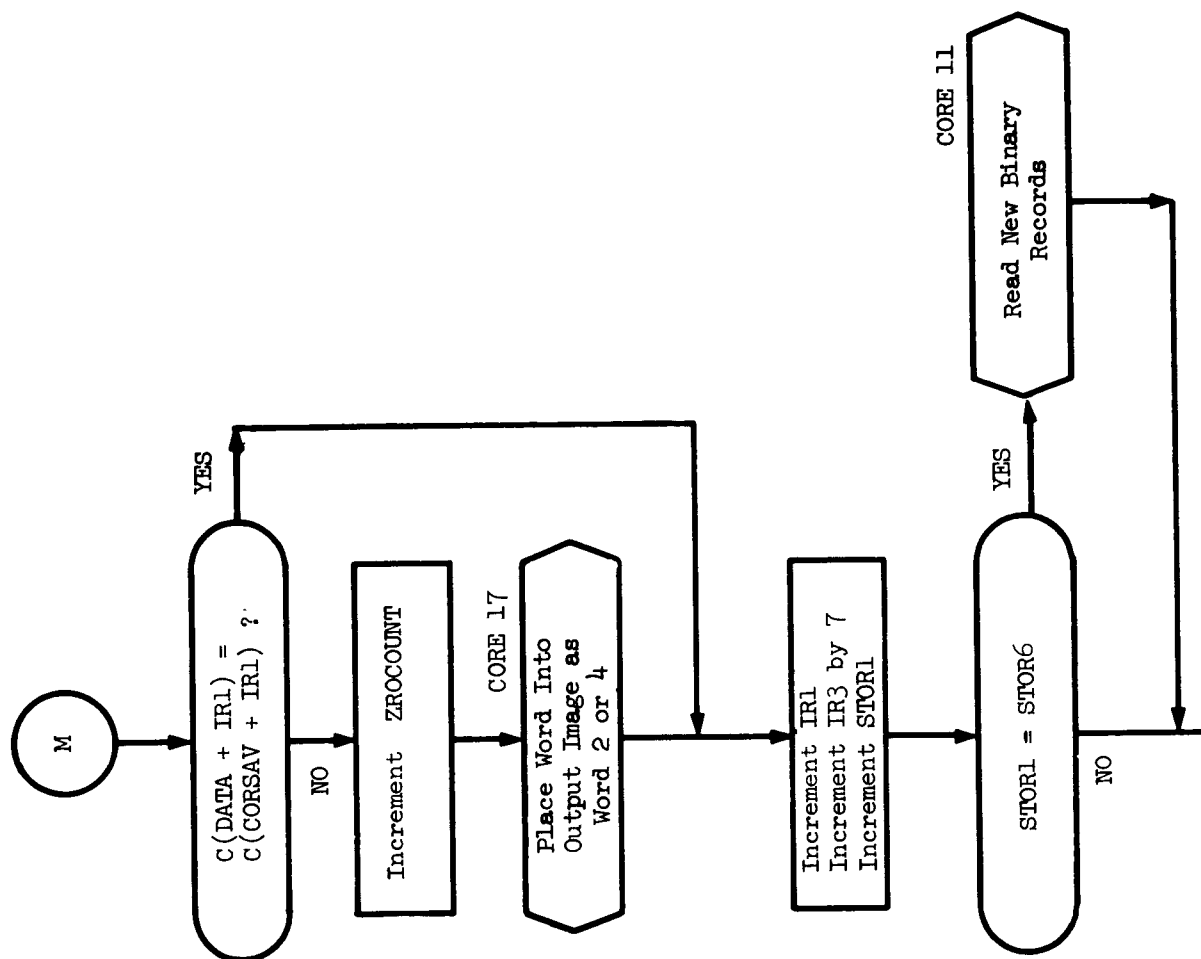 M
C(DATA + IR1) =
C(CORSAV + IR1) ?
YES
NO
Increment ZROCOUNT
CORE 17
Place Word Into
Output Image as
Word 2 or 4
Increment IR1
Increment IR3 by 7
Increment STOR1
STOR1 = STOR6
YES
NO
CORE 11
Read New Binary
Records